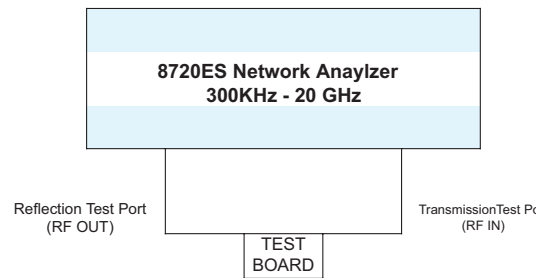 8720ES Network Anaylzer
300KHz - 20 GHz
Reflection Test Port
(RF OUT)
TransmissionTest Po
(RF IN)
TEST
BOARD